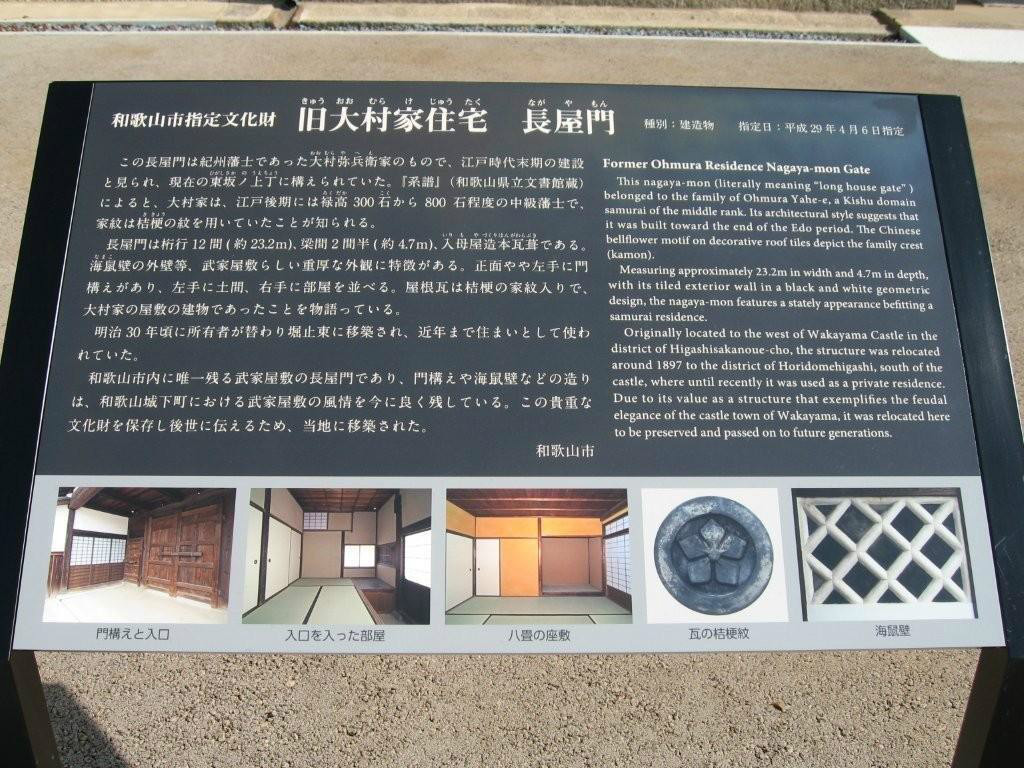 和歌山市指定文化財 旧大村家住宅 長屋門 種別：建造物 指定日：平成29年4月6日指定
きゅう おお むら け じゅう たく なが や もん
この長屋門は紀州藩士であった大村弥兵衛家のもので、江戸時代末期の建設
と見られ、現在の東坂ノ上丁に構えられていた。『系譜』（和歌山県立文書館蔵）
によると、大村家は、江戸後期には禄高300石から800石程度の中級藩士で、
家紋は桔梗の紋を用いていたことが知られる。
長屋門は桁行12間(約23.2m)、梁間2間半(約4.7m)、入母屋造本瓦葺である。
海鼠壁の外壁等、武家屋敷らしい重厚な外観に特徴がある。正面やや左手に門
構えがあり、左手に土間、右手に部屋を並べる。屋根瓦は桔梗の家紋入りで、
大村家の屋敷の建物であったことを物語っている。
明治30年頃に所有者が替わり堀止東に移築され、近年まで住まいとして使わ
れていた。
和歌山市内に唯一残る武家屋敷の長屋門であり、門構えや海鼠壁などの造り
は、和歌山城下町における武家屋敷の風情を今に良く残している。この貴重な
文化財を保存し後世に伝えるため、当地に移築された。
和歌山市
Former Ohmura Residence Nagaya-mon Gate
This nagaya-mon (literally meaning "long house gate" )
belonged to the family of Ohmura Yahe-e, a Kishu domain
samurai of the middle rank. Its architectural style suggests that
it was built toward the end of the Edo period. The Chinese
bellflower motif on decorative roof tiles depict the family crest
(kamon).
Measuring approximately 23.2m in width and 4.7m in depth,
with its tiled exterior wall in a black and white geometric
design, the nagaya-mon features a stately appearance befitting a
samurai residence.
Originally located to the west of Wakayama Castle in the
district of Higashisakanoue-cho, the structure was relocated
around 1897 to the district of Horidomehigashi, south of the
castle, where until recently it was used as a private residence.
Due to its value as a structure that exemplifies the feudal
elegance of the castle town of Wakayama, it was relocated here
to be preserved and passed on to future generations.
門構えと入口
入口を入った部屋
八畳の座敷
瓦の桔梗紋
海鼠壁